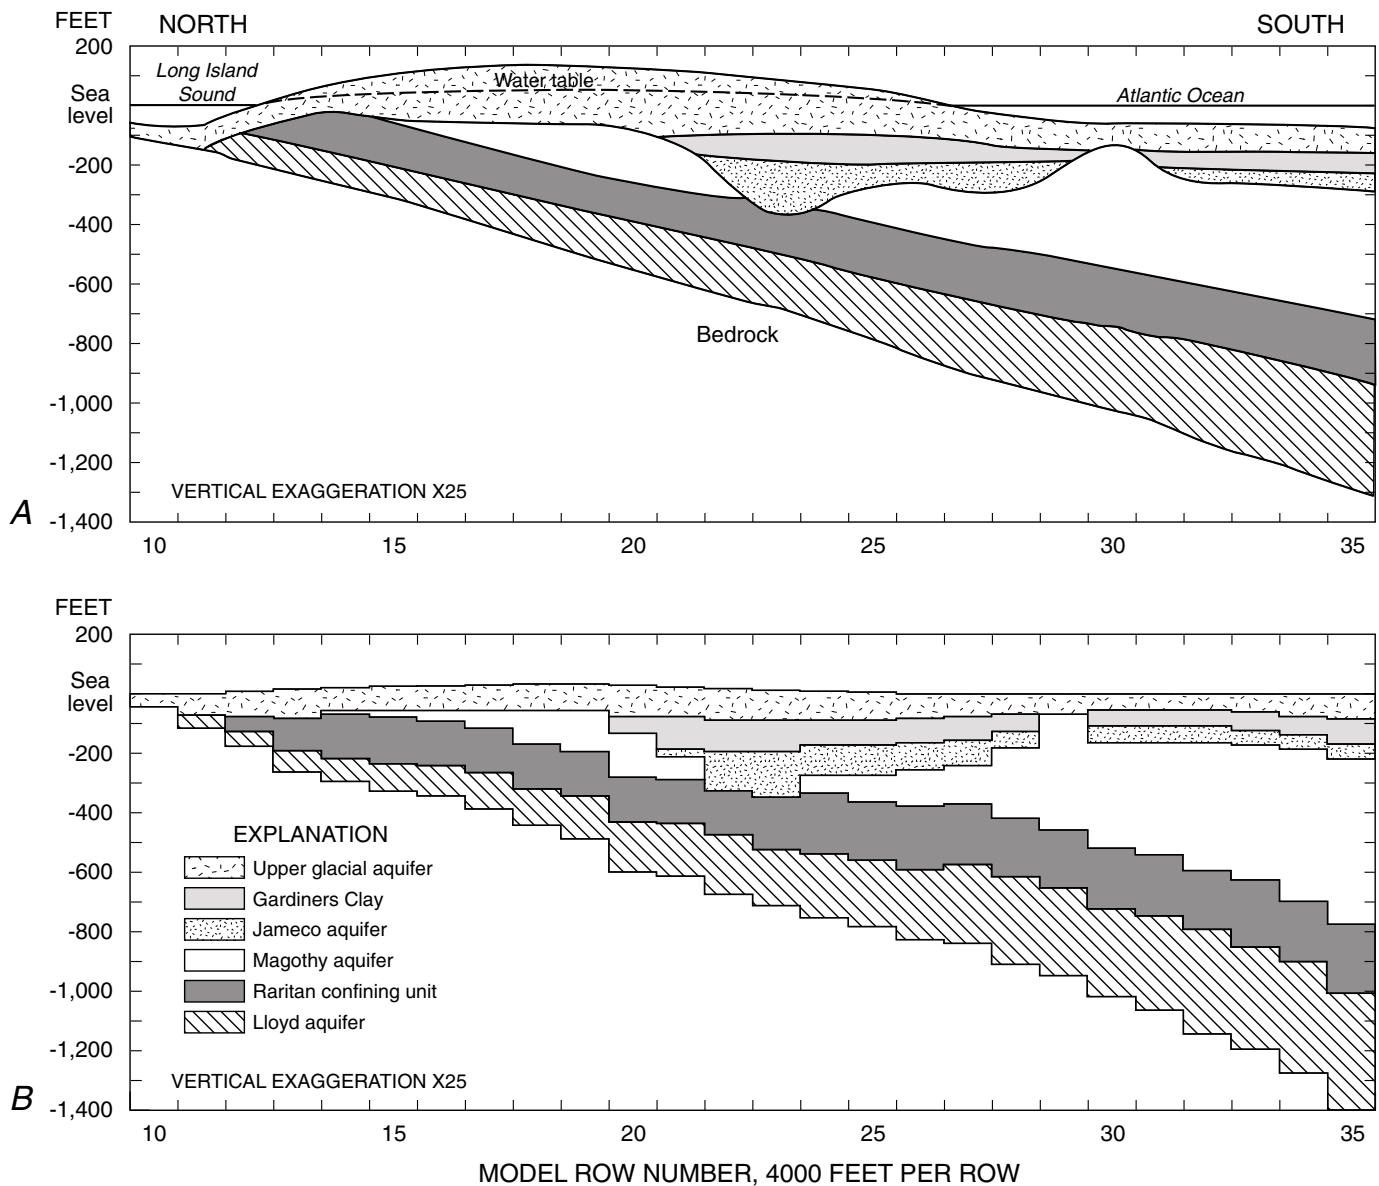 FEET
NORTH
SOUTH
200
Long Island
Sound
Water table
Sea
level
Atlantic Ocean
-200
-400
-600
Bedrock
-800
-1,000
-1,200
VERTICAL EXAGGERATION X25
A
-1,400
10 15 20 25 30 35
FEET
200
Sea
level
-200
-400
EXPLANATION
Upper glacial aquifer
-600
Gardiners Clay
Jameco aquifer
-800
Magothy aquifer
-1,000
Raritan confining unit
Lloyd aquifer
-1,200
VERTICAL EXAGGERATION X25
B
-1,400
10 15 20 25 30 35
MODEL ROW NUMBER, 4000 FEET PER ROW